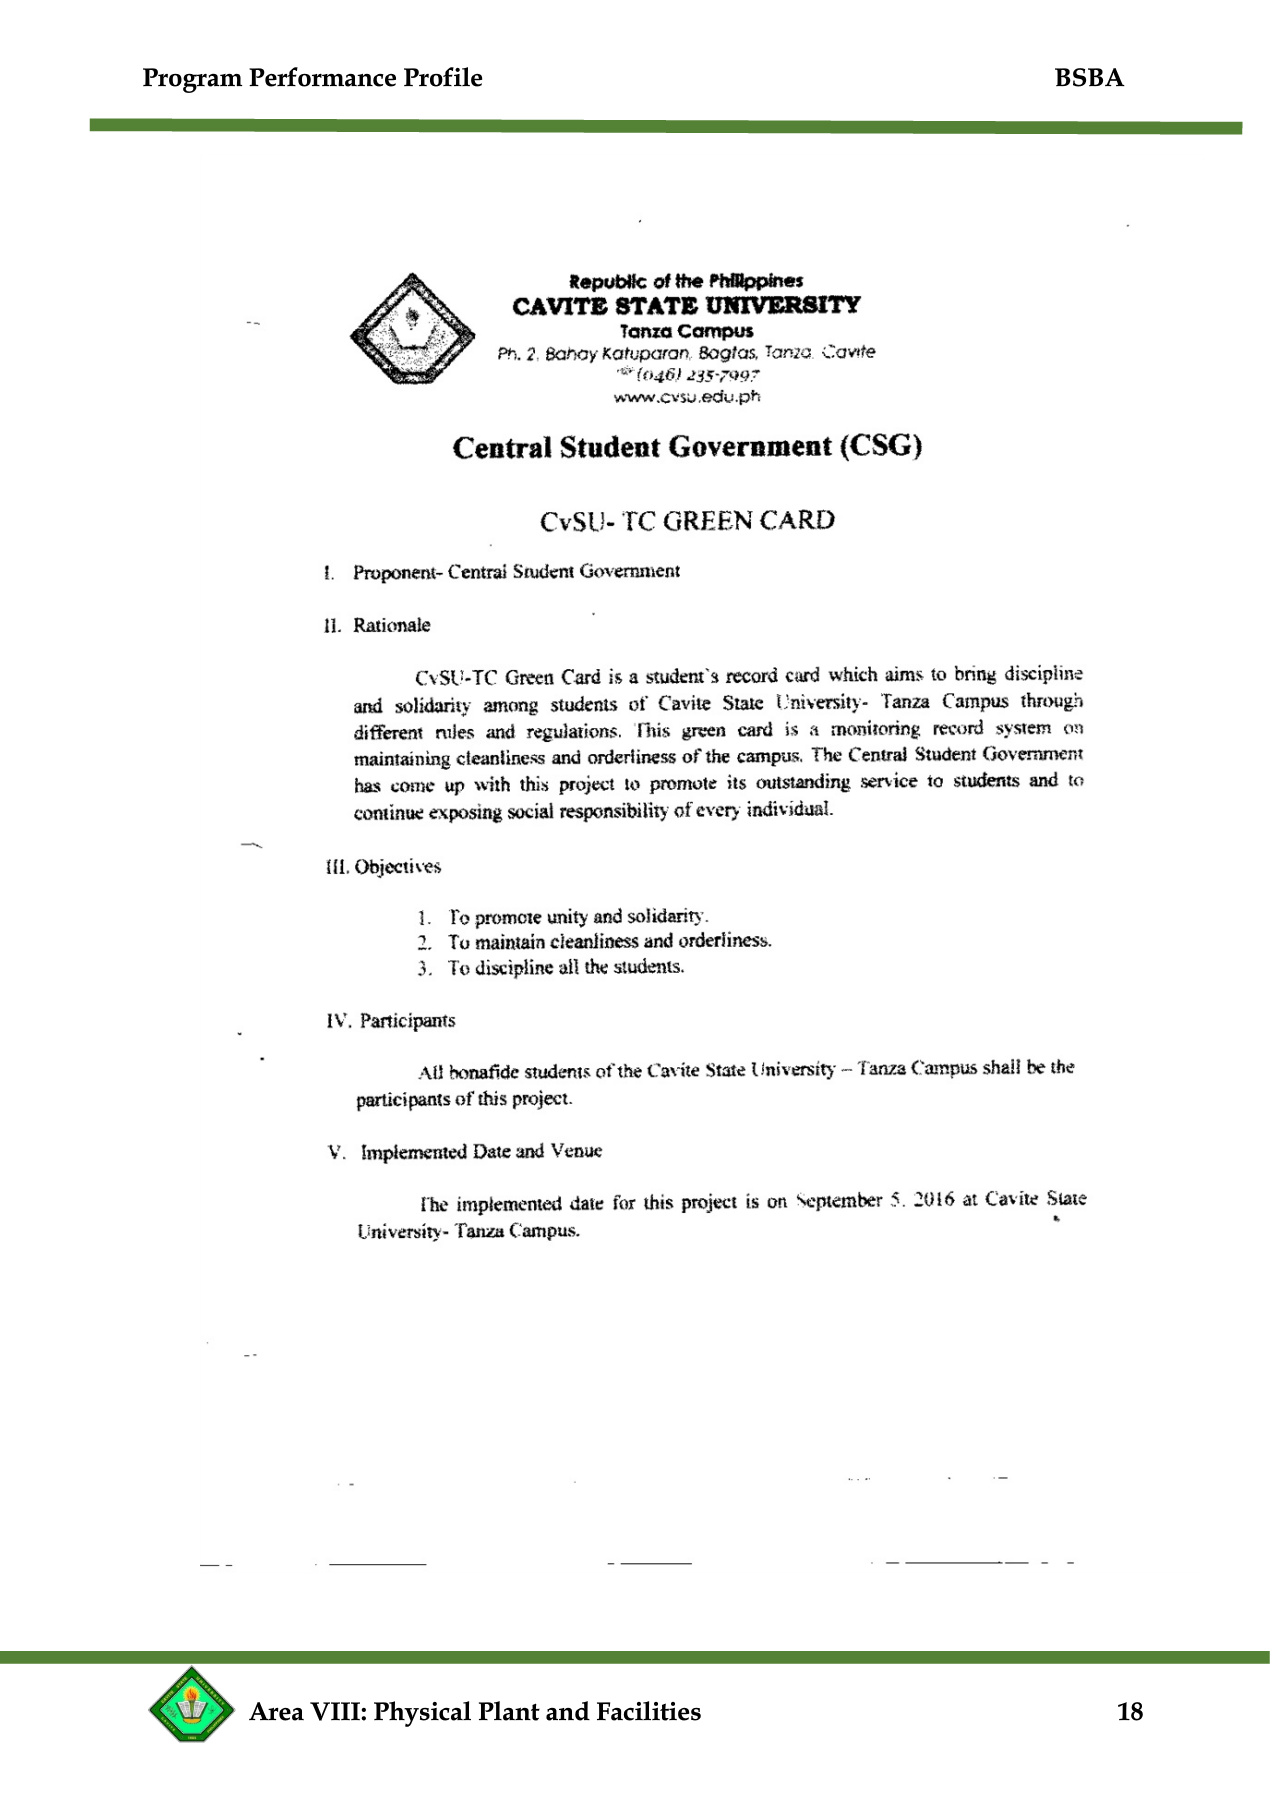 Program Performance Profile BSBA
Republic of the Philippines
CAVITE STATE UNIVERSITY
Tanza Campus
Ph. 2, Bahay Katuparan, Bagtas, Tanza, Cavite
☏ (046) 235-7997
www.cvsu.edu.ph
Central Student Government (CSG)
CvSU- TC GREEN CARD
I. Proponent- Central Student Government
II. Rationale
CvSU-TC Green Card is a student's record card which aims to bring discipline
and solidarity among students of Cavite State University- Tanza Campus through
different rules and regulations. This green card is a monitoring record system on
maintaining cleanliness and orderliness of the campus. The Central Student Government
has come up with this project to promote its outstanding service to students and to
continue exposing social responsibility of every individual.
III. Objectives
1. To promote unity and solidarity.
2. To maintain cleanliness and orderliness.
3. To discipline all the students.
IV. Participants
All bonafide students of the Cavite State University – Tanza Campus shall be the
participants of this project.
V. Implemented Date and Venue
The implemented date for this project is on September 5, 2016 at Cavite State
University- Tanza Campus.
Area VIII: Physical Plant and Facilities 18